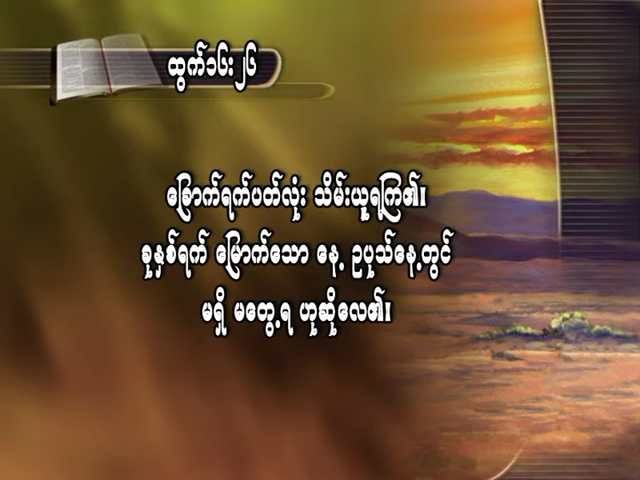 ထွက်၁၆း၂၆
ခြောက်ရက်ပတ်လုံး သိမ်းယူရကြ၏၊
ခုနှစ်ရက် မြောက်သော နေ့ ဥပုသ်နေ့တွင်
မရှိ မတွေ့ရ ဟုဆိုလေ၏၊